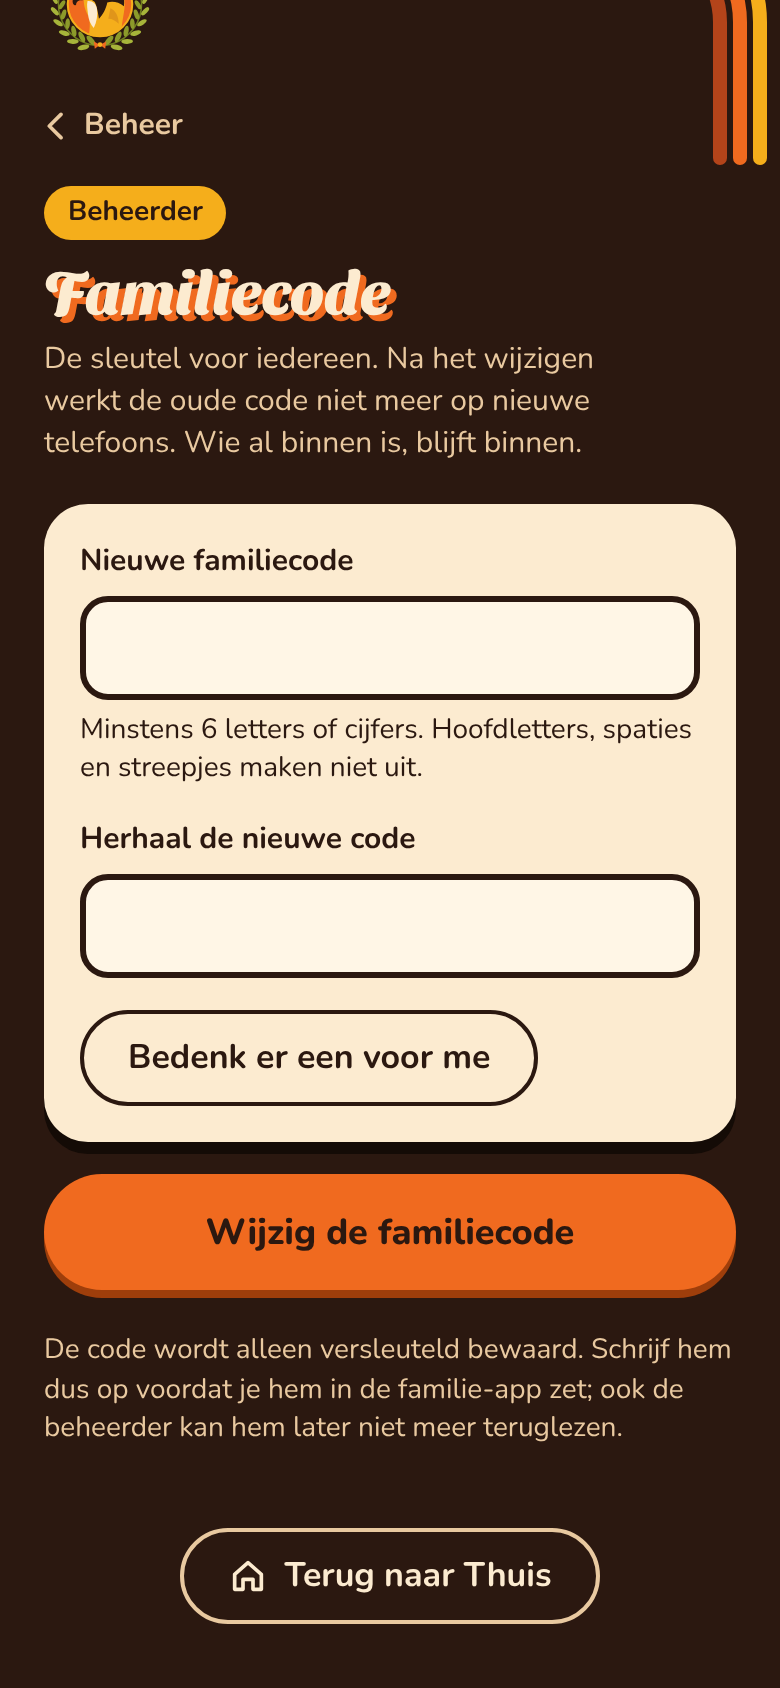 Beheer
Beheerder
Familiecode
De sleutel voor iedereen. Na het wijzigen
werkt de oude code niet meer op nieuwe
telefoons. Wie al binnen is, blijft binnen.
Nieuwe familiecode
Minstens 6 letters of cijfers. Hoofdletters, spaties
en streepjes maken niet uit.
Herhaal de nieuwe code
Bedenk er een voor me
Wijzig de familiecode
De code wordt alleen versleuteld bewaard. Schrijf hem
dus op voordat je hem in de familie-app zet; ook de
beheerder kan hem later niet meer teruglezen.
Terug naar Thuis